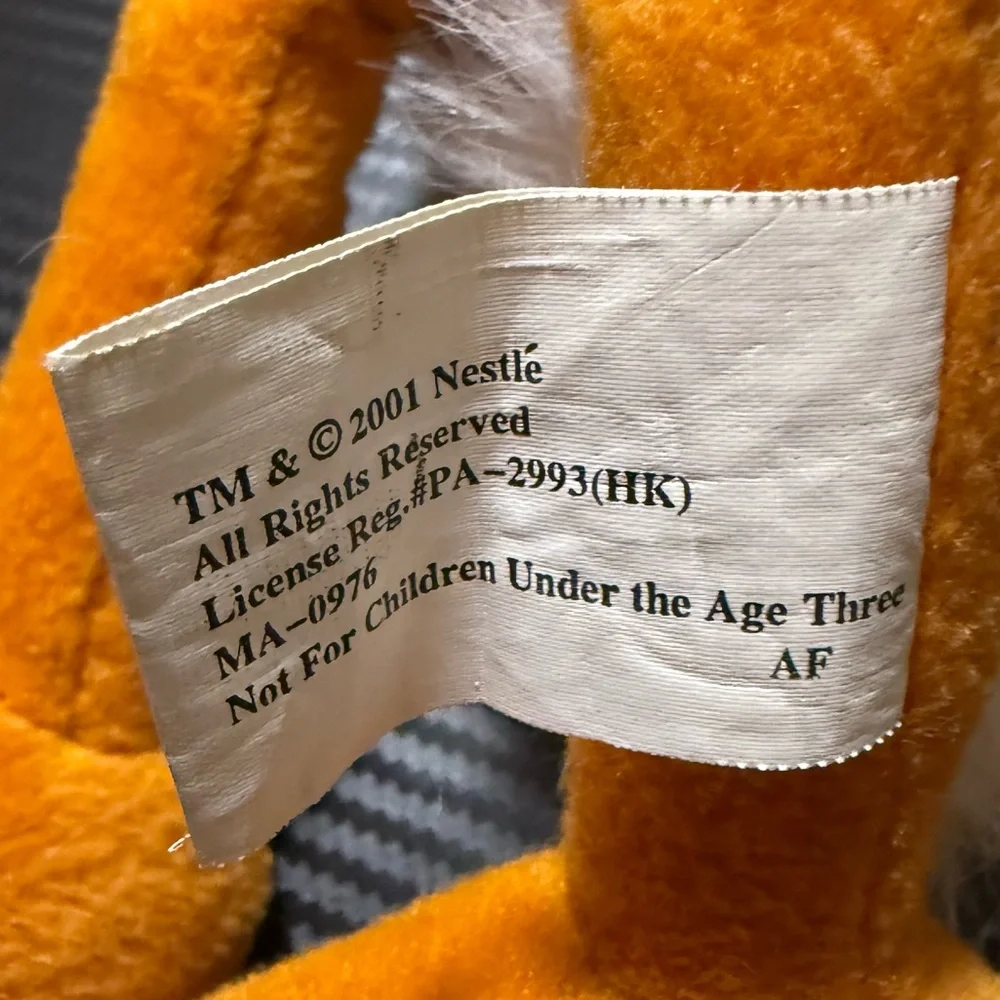 TM & © 2001 Nestlé
All Rights Reserved
License Reg.#PA-2993(HK)
MA-0976
Not For Children Under the Age Three
AF